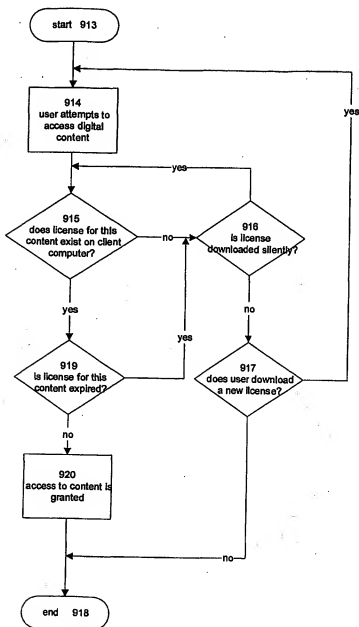 start 913
914
user attempts to
access digital
content
yes
yes
915
does license for this
content exist on client
computer?
no
916
is license
downloaded silently?
yes
yes
no
919
is license for this
content expired?
917
does user download
a new license?
no
920
access to content is
granted
no
end 918